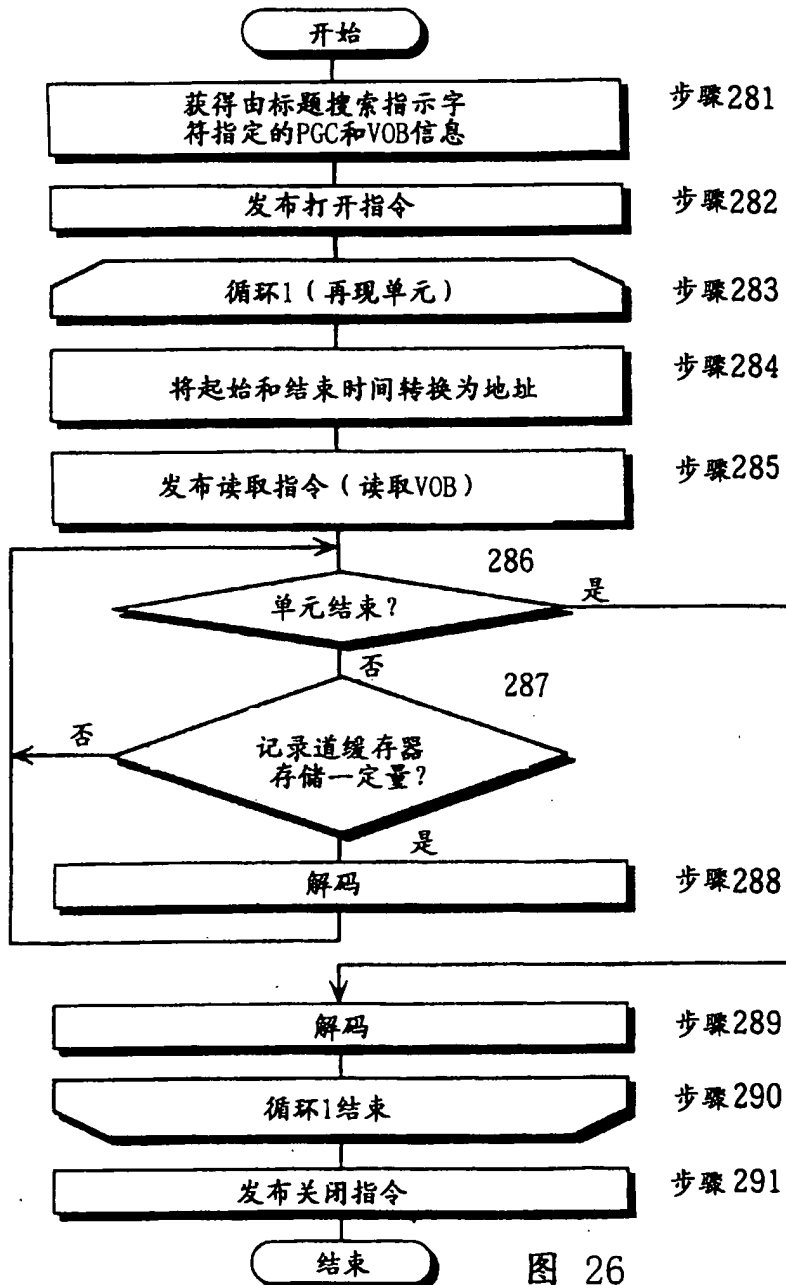 开始
获得由标题搜索指示字
符指定的PGC和VOB信息
步骤281
发布打开指令
步骤282
循环1(再现单元)
步骤283
将起始和结束时间转换为地址
步骤284
发布读取指令(读取VOB)
步骤285
286
单元结束?
是
否
287
否
记录道缓存器
存储一定量?
是
解码
步骤288
解码
步骤289
循环1结束
步骤290
发布关闭指令
步骤291
结束
图 26